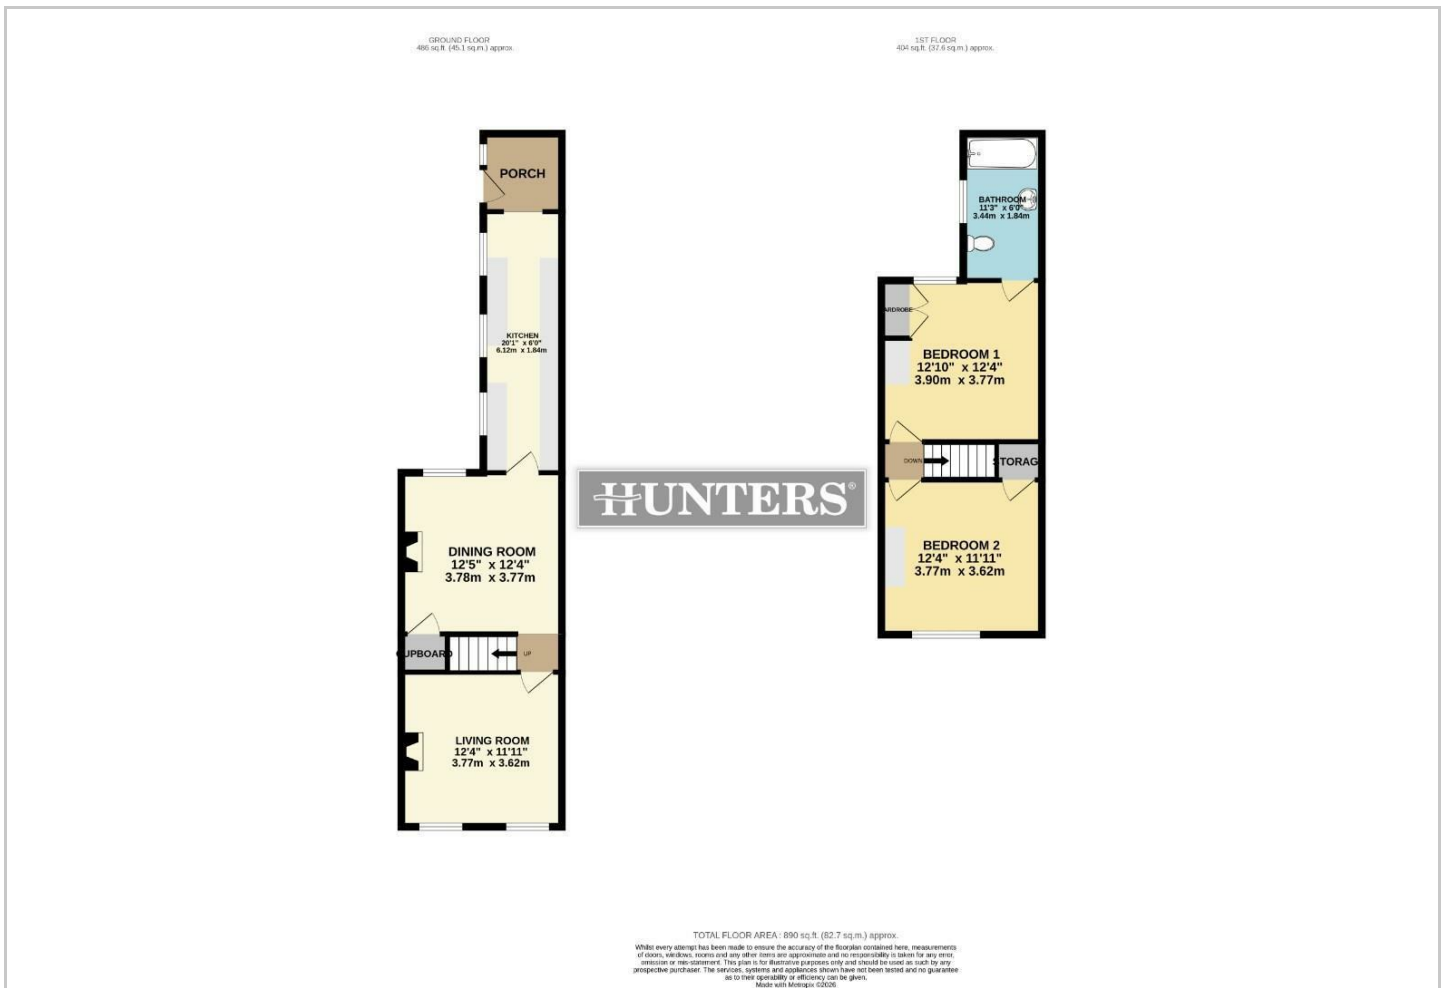 GROUND FLOOR
486 sq.ft. (45.1 sq.m.) approx.
PORCH
KITCHEN
20'1" x 6'0"
6.12m x 1.84m
DINING ROOM
12'5" x 12'4"
3.78m x 3.77m
CUPBOARD
UP
LIVING ROOM
12'4" x 11'11"
3.77m x 3.62m
HUNTERS®
1ST FLOOR
404 sq.ft. (37.6 sq.m.) approx.
BATHROOM
11'3" x 6'0"
3.44m x 1.84m
ARDROBE
BEDROOM 1
12'10" x 12'4"
3.90m x 3.77m
DOWN
STORAG
BEDROOM 2
12'4" x 11'11"
3.77m x 3.62m
TOTAL FLOOR AREA : 890 sq.ft. (82.7 sq.m.) approx.
Whilst every attempt has been made to ensure the accuracy of the floorplan contained here, measurements
of doors, windows, rooms and any other items are approximate and no responsibility is taken for any error,
omission or mis-statement. This plan is for illustrative purposes only and should be used as such by any
prospective purchaser. The services, systems and appliances shown have not been tested and no guarantee
as to their operability or efficiency can be given.
Made with Metropix ©2026